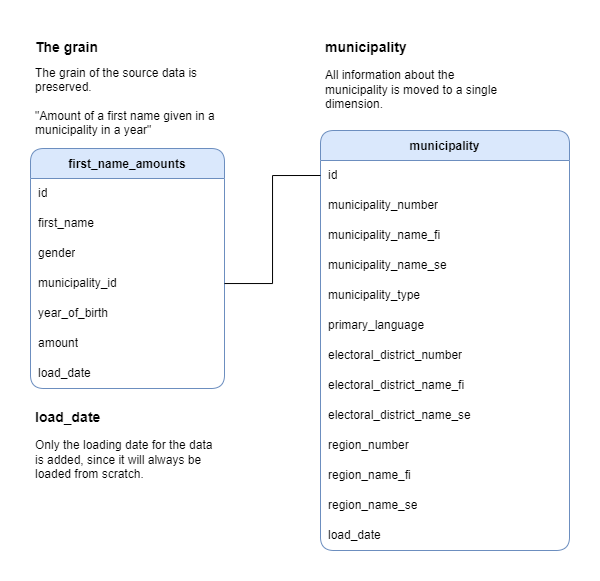 The grain
The grain of the source data is
preserved.
"Amount of a first name given in a
municipality in a year"
first_name_amounts
id
first_name
gender
municipality_id
year_of_birth
amount
load_date
load_date
Only the loading date for the data
is added, since it will always be
loaded from scratch.
municipality
All information about the
municipality is moved to a single
dimension.
municipality
id
municipality_number
municipality_name_fi
municipality_name_se
municipality_type
primary_language
electoral_district_number
electoral_district_name_fi
electoral_district_name_se
region_number
region_name_fi
region_name_se
load_date